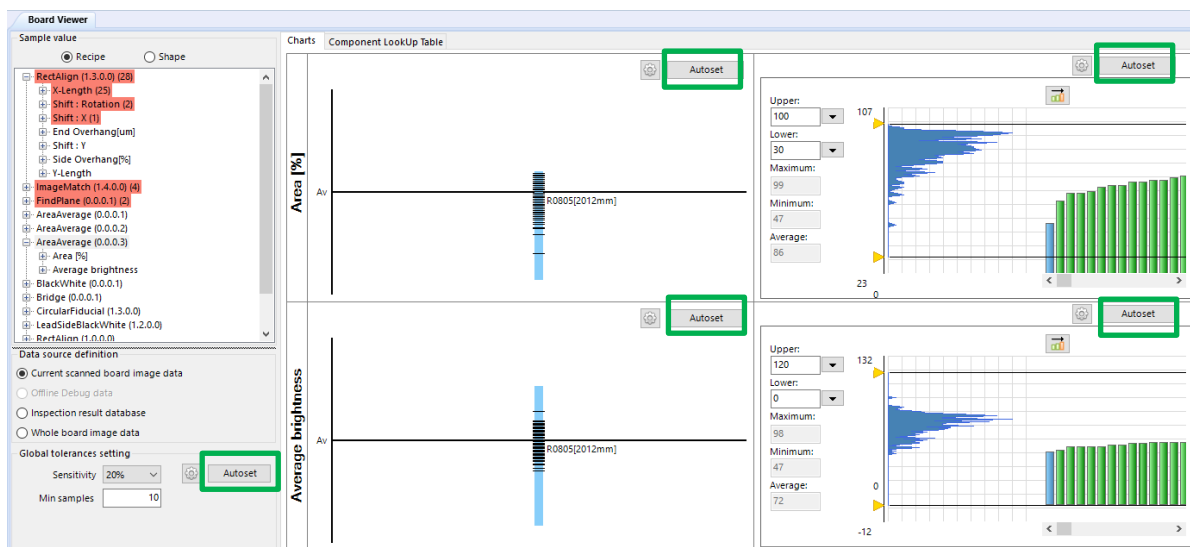 Board Viewer
Sample value
Recipe
Shape
RectAlign (1.3.0.0) (28)
X-Length (25)
Shift : Rotation (2)
Shift : X (1)
End Overhang[um]
Shift : Y
Side Overhang[%]
Y-Length
ImageMatch (1.4.0.0) (4)
FindPlane (0.0.0.1) (2)
AreaAverage (0.0.0.1)
AreaAverage (0.0.0.2)
AreaAverage (0.0.0.3)
Area [%]
Average brightness
BlackWhite (0.0.0.1)
Bridge (0.0.0.1)
CircularFiducial (1.3.0.0)
LeadSideBlackWhite (1.2.0.0)
RectAlign (1.0.0.0)
Data source definition
Current scanned board image data
Offline Debug data
Inspection result database
Whole board image data
Global tolerances setting
Sensitivity
20%
Autoset
Min samples
10
Charts
Component LookUp Table
Autoset
Area [%]
Av
R0805[2012mm]
Autoset
Upper:
100
Lower:
30
Maximum:
99
Minimum:
47
Average:
86
107
23
0
Autoset
Average brightness
Av
R0805[2012mm]
Autoset
Upper:
120
Lower:
0
Maximum:
98
Minimum:
47
Average:
72
132
0
-12